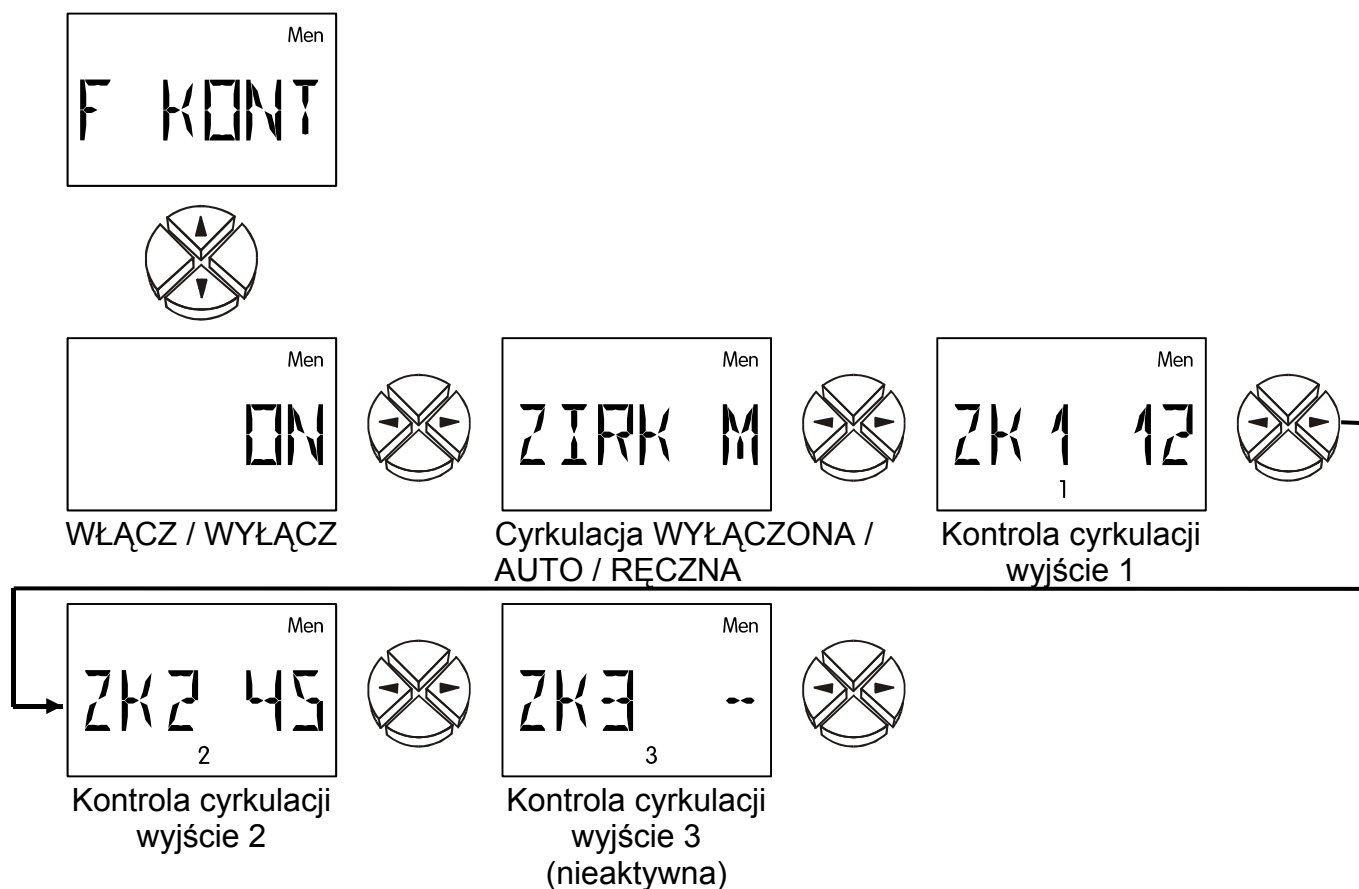 Men
F KONT
Men
ON
WŁĄCZ / WYŁĄCZ
Men
ZIRK M
Cyrkulacja WYŁĄCZONA /
AUTO / RĘCZNA
Men
ZK1 12
1
Kontrola cyrkulacji
wyjście 1
Men
ZK2 45
2
Kontrola cyrkulacji
wyjście 2
Men
ZK3 --
3
Kontrola cyrkulacji
wyjście 3
(nieaktywna)